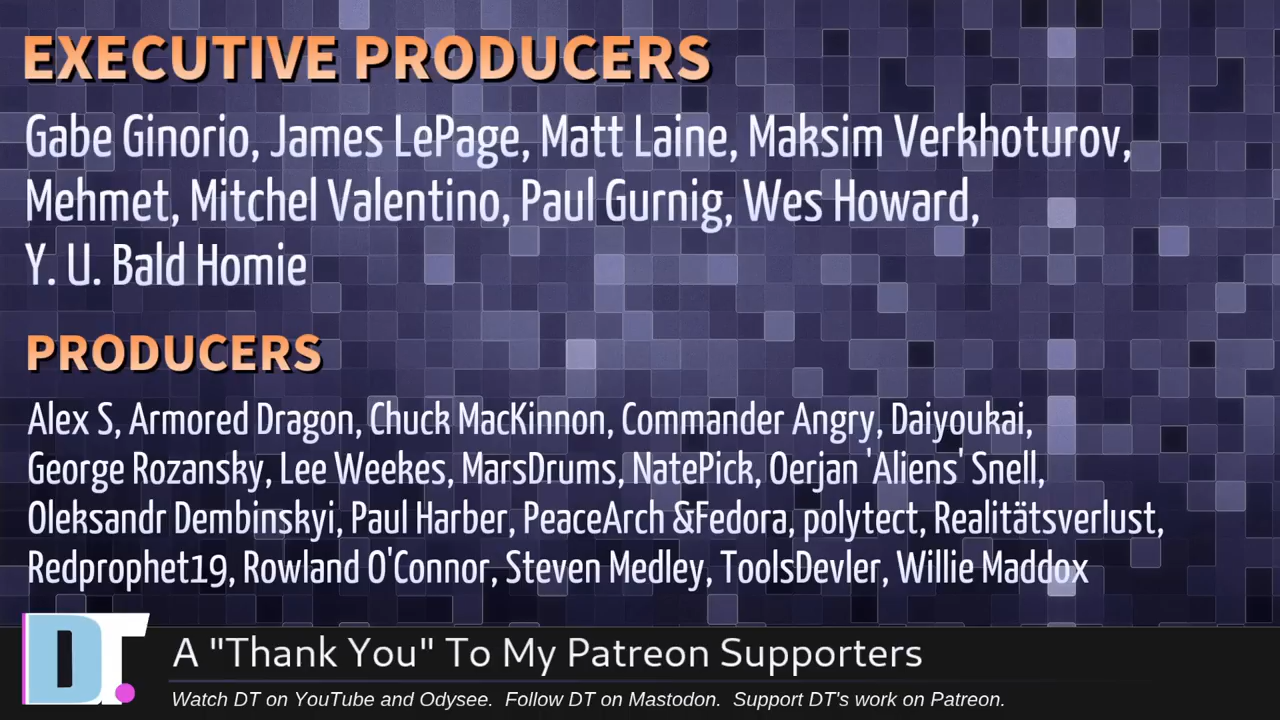 EXECUTIVE PRODUCERS
Gabe Ginorio, James LePage, Matt Laine, Maksim Verkhoturov,
Mehmet, Mitchel Valentino, Paul Gurnig, Wes Howard,
Y. U. Bald Homie
PRODUCERS
Alex S, Armored Dragon, Chuck MacKinnon, Commander Angry, Daiyoukai,
George Rozansky, Lee Weekes, MarsDrums, NatePick, Oerjan 'Aliens' Snell,
Oleksandr Dembinskyi, Paul Harber, PeaceArch &Fedora, polytect, Realitätsverlust,
Redprophet19, Rowland O'Connor, Steven Medley, ToolsDevler, Willie Maddox
DT
A "Thank You" To My Patreon Supporters
Watch DT on YouTube and Odysee. Follow DT on Mastodon. Support DT's work on Patreon.